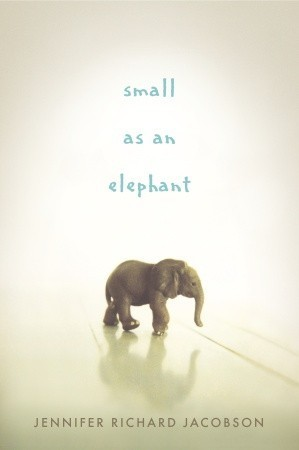 small
as an
elephant
JENNIFER RICHARD JACOBSON